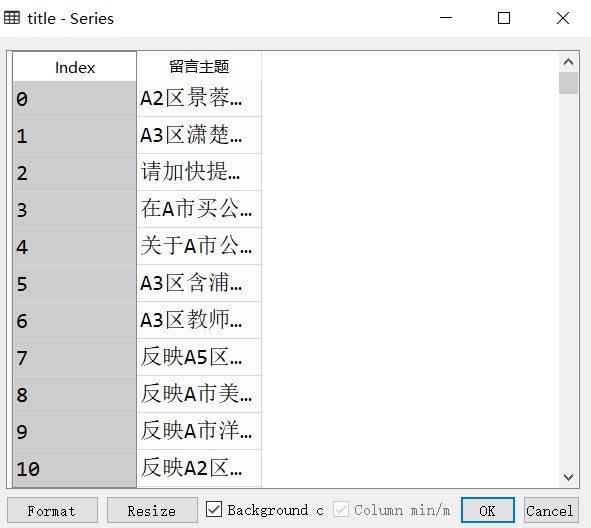 title - Series
Index 留言主题
0 A2区景蓉...
1 A3区潇楚...
2 请加快提...
3 在A市买公...
4 关于A市公...
5 A3区含浦...
6 A3区教师...
7 反映A5区...
8 反映A市美...
9 反映A市洋...
10 反映A2区...
Format Resize Background c Column min/m OK Cancel